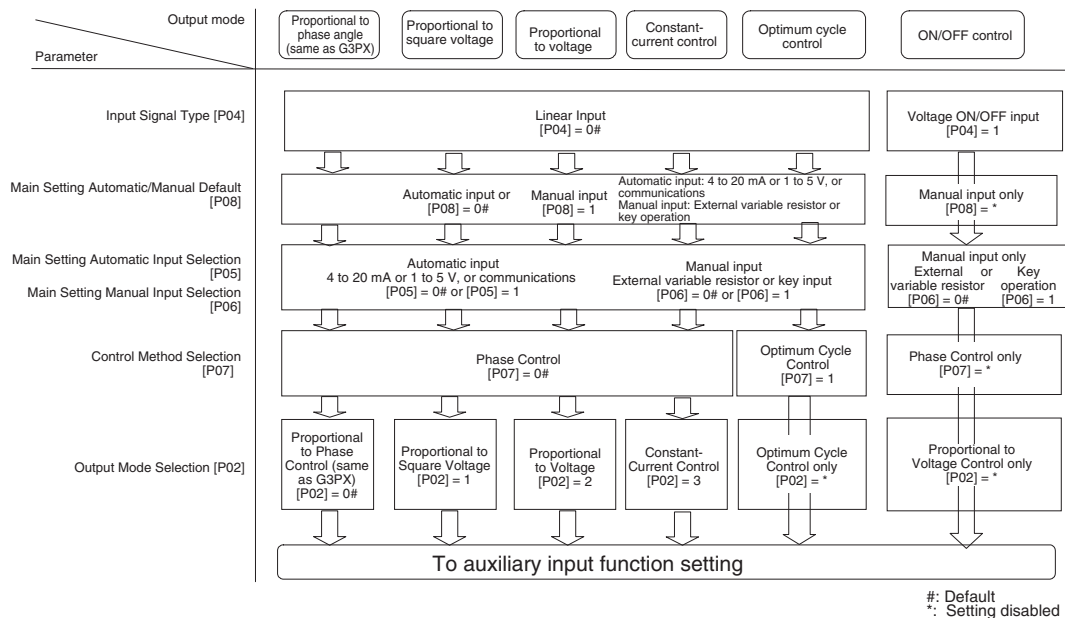 Output mode
Parameter
Proportional to
phase angle
(same as G3PX)
Proportional to
square voltage
Proportional
to voltage
Constant-
current control
Optimum cycle
control
ON/OFF control
Input Signal Type [P04]
Linear Input
[P04] = 0#
Voltage ON/OFF input
[P04] = 1
Main Setting Automatic/Manual Default
[P08]
Automatic input or
[P08] = 0#
Manual input
[P08] = 1
Automatic input: 4 to 20 mA or 1 to 5 V, or
communications
Manual input: External variable resistor or
key operation
Manual input only
[P08] = *
Main Setting Automatic Input Selection
[P05]
Main Setting Manual Input Selection
[P06]
Automatic input
4 to 20 mA or 1 to 5 V, or communications
[P05] = 0# or [P05] = 1
Manual input
External variable resistor or key input
[P06] = 0# or [P06] = 1
Manual input only
External or Key
variable resistor operation
[P06] = 0# [P06] = 1
Control Method Selection
[P07]
Phase Control
[P07] = 0#
Optimum Cycle
Control
[P07] = 1
Phase Control only
[P07] = *
Output Mode Selection [P02]
Proportional
to Phase
Control (same
as G3PX)
[P02] = 0#
Proportional to
Square Voltage
[P02] = 1
Proportional
to Voltage
[P02] = 2
Constant-
Current Control
[P02] = 3
Optimum Cycle
Control only
[P02] = *
Proportional to
Voltage Control only
[P02] = *
To auxiliary input function setting
#: Default
*: Setting disabled